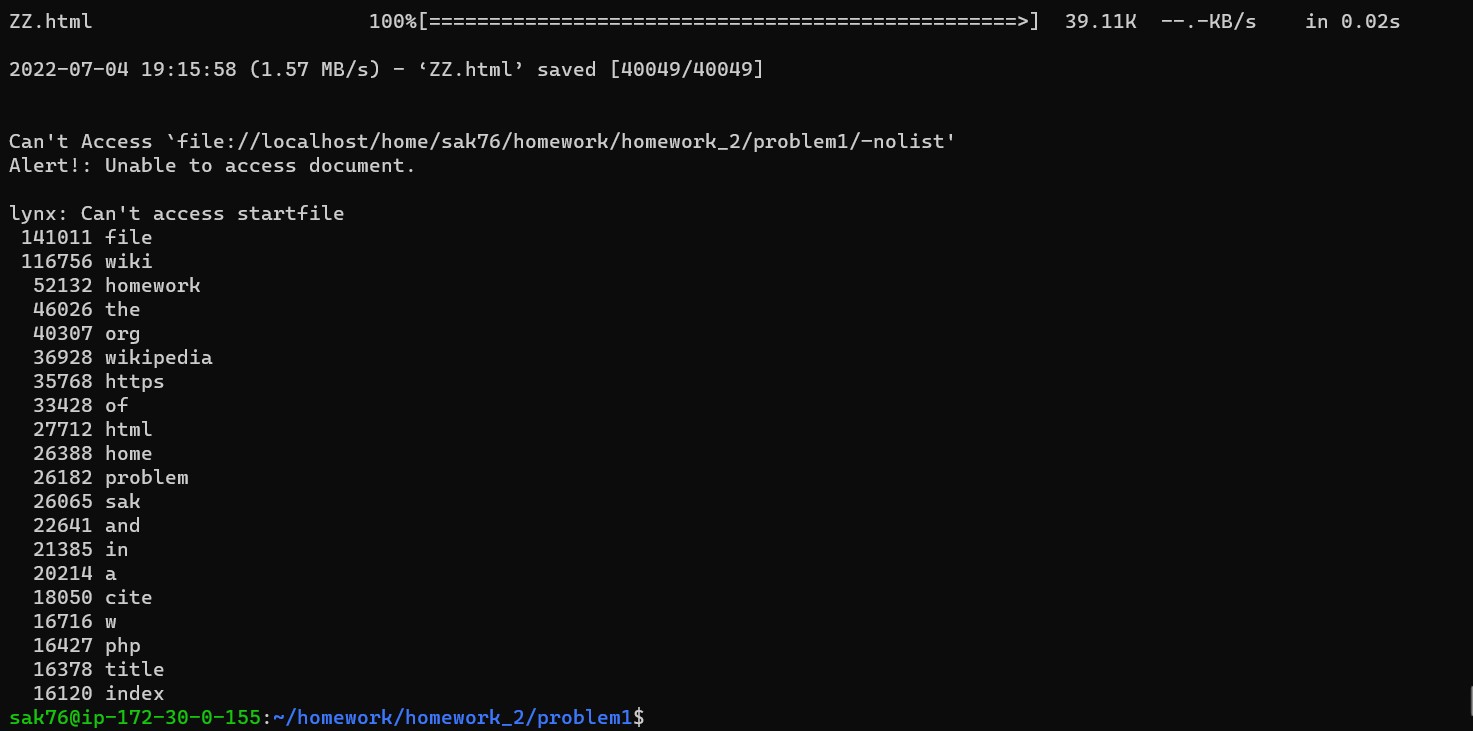 ZZ.html                       100%[=================================================>]  39.11K  --.-KB/s    in 0.02s
2022-07-04 19:15:58 (1.57 MB/s) - ‘ZZ.html’ saved [40049/40049]
Can't Access `file://localhost/home/sak76/homework/homework_2/problem1/-nolist'
Alert!: Unable to access document.
lynx: Can't access startfile
 141011 file
 116756 wiki
  52132 homework
  46026 the
  40307 org
  36928 wikipedia
  35768 https
  33428 of
  27712 html
  26388 home
  26182 problem
  26065 sak
  22641 and
  21385 in
  20214 a
  18050 cite
  16716 w
  16427 php
  16378 title
  16120 index
sak76@ip-172-30-0-155:~/homework/homework_2/problem1$